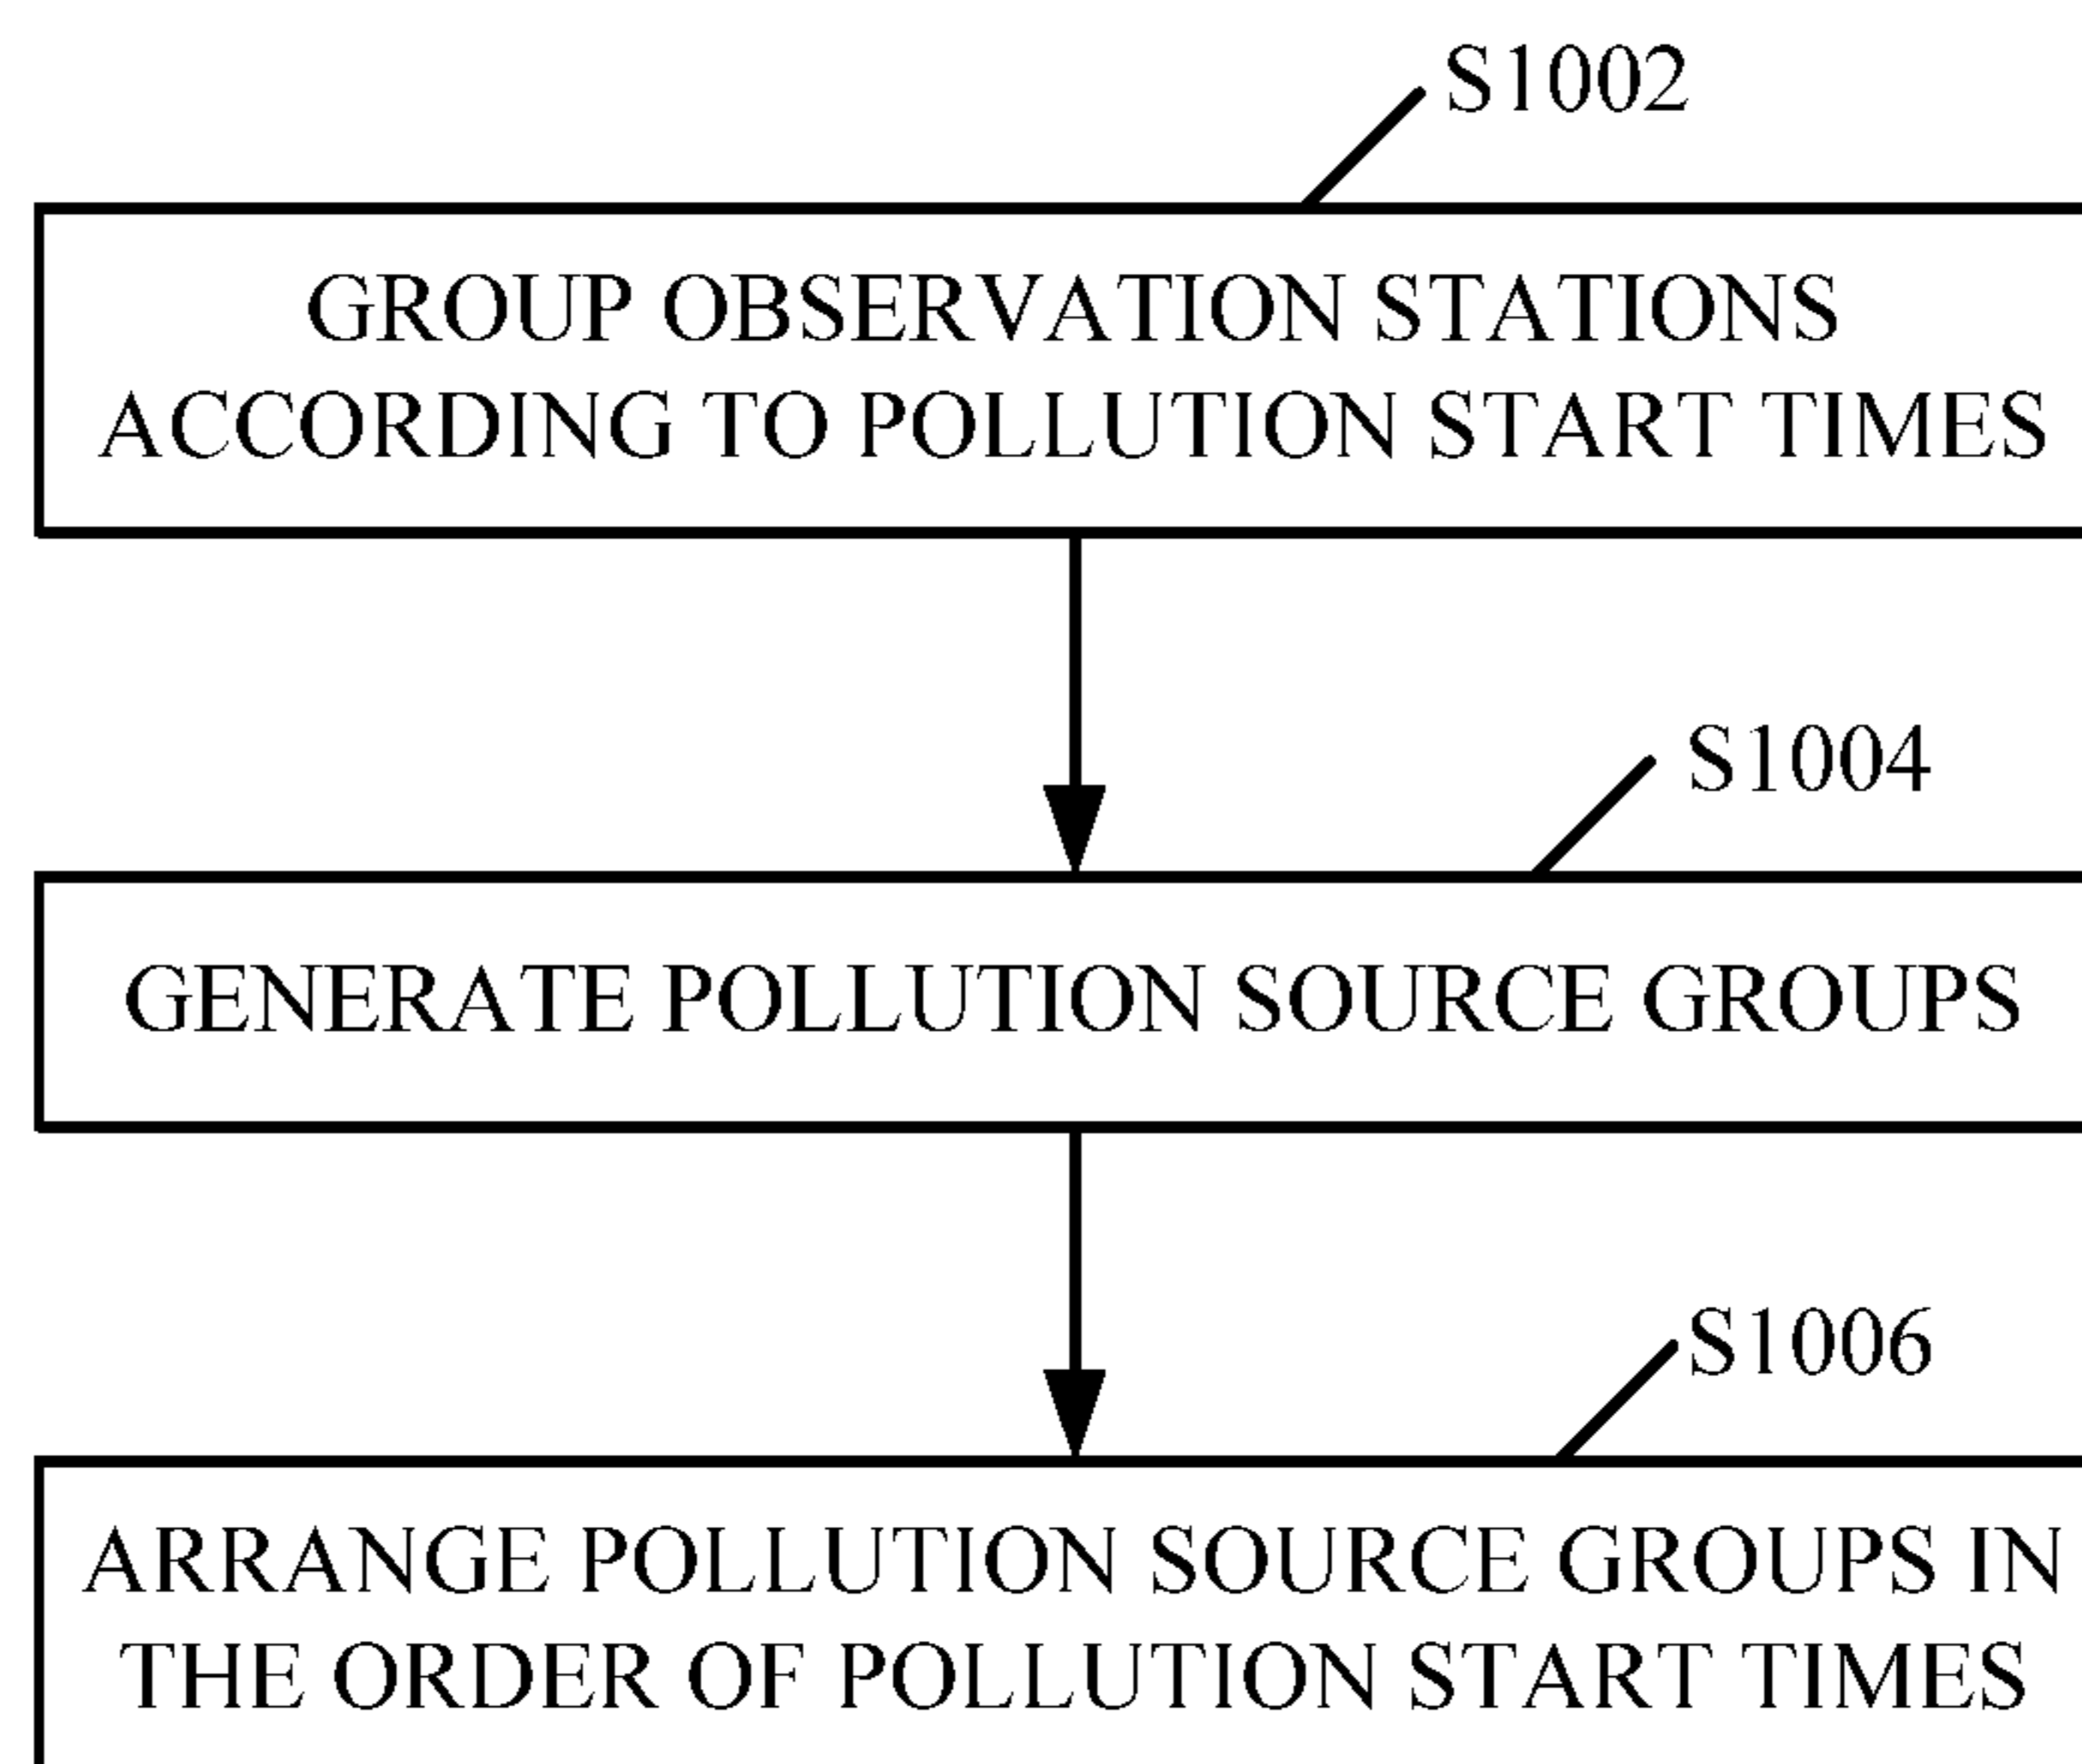 S1002
GROUP OBSERVATION STATIONS
ACCORDING TO POLLUTION START TIMES
S1004
GENERATE POLLUTION SOURCE GROUPS
S1006
ARRANGE POLLUTION SOURCE GROUPS IN
THE ORDER OF POLLUTION START TIMES